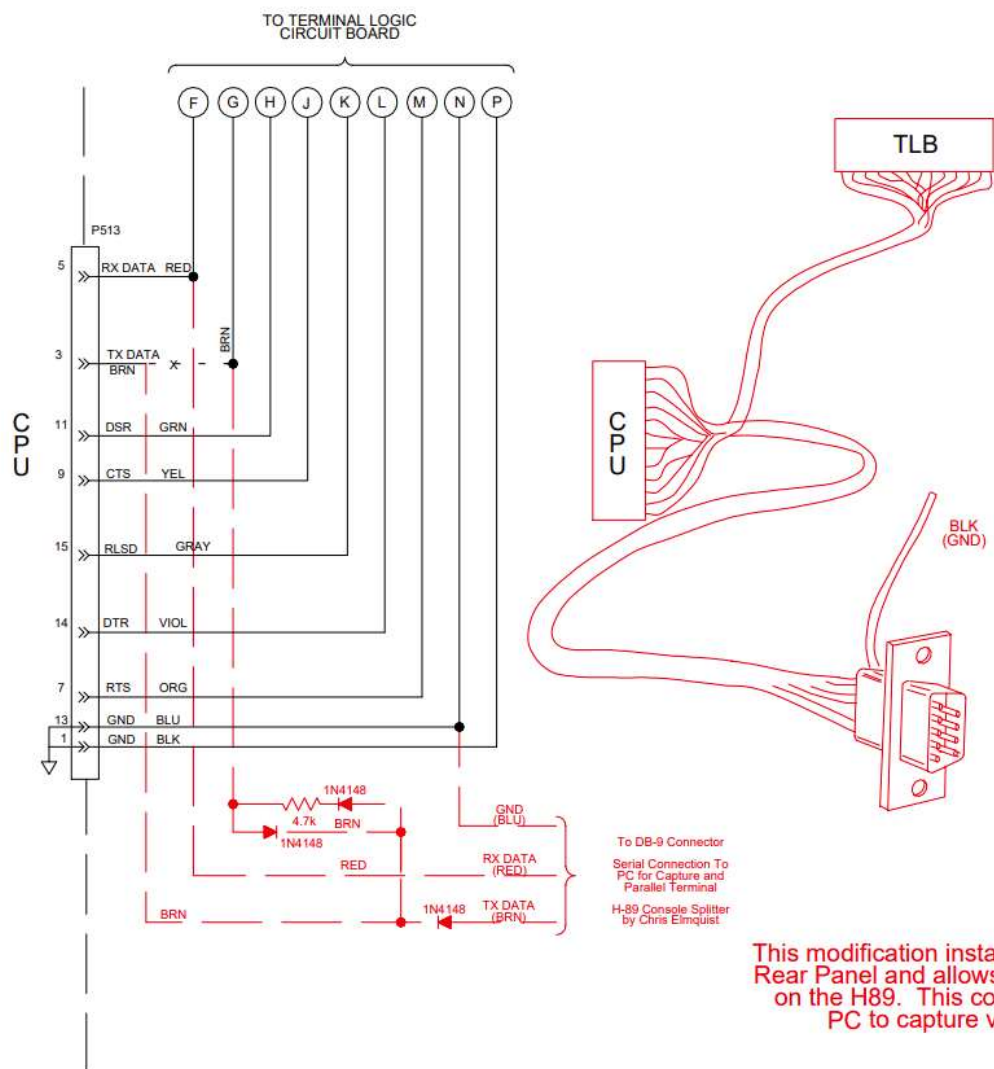 TO TERMINAL LOGIC
CIRCUIT BOARD
F G H J K L M N P
TLB
P513
5 RX DATA RED
BRN
3 TX DATA
BRN
X
CPU
11 DSR GRN
9 CTS YEL
CPU
15 RLSD GRAY
BLK
(GND)
14 DTR VIOL
7 RTS ORG
13 GND BLU
1 GND BLK
1N4148
4.7k
BRN
1N4148
GND
(BLU)
RED
RX DATA
(RED)
BRN
1N4148
TX DATA
(BRN)
To DB-9 Connector
Serial Connection To
PC for Capture and
Parallel Terminal
H-89 Console Splitter
by Chris Elmquist
This modification insta
Rear Panel and allows
on the H89. This co
PC to capture v